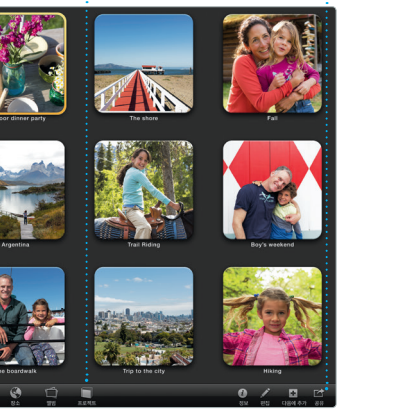 oor dinner party
The shore
Fall
Argentina
Trail Riding
Boy's weekend
e boardwalk
Trip to the city
Hiking
장소
앨범
프로젝트
정보
편집
다음에 추가
공유